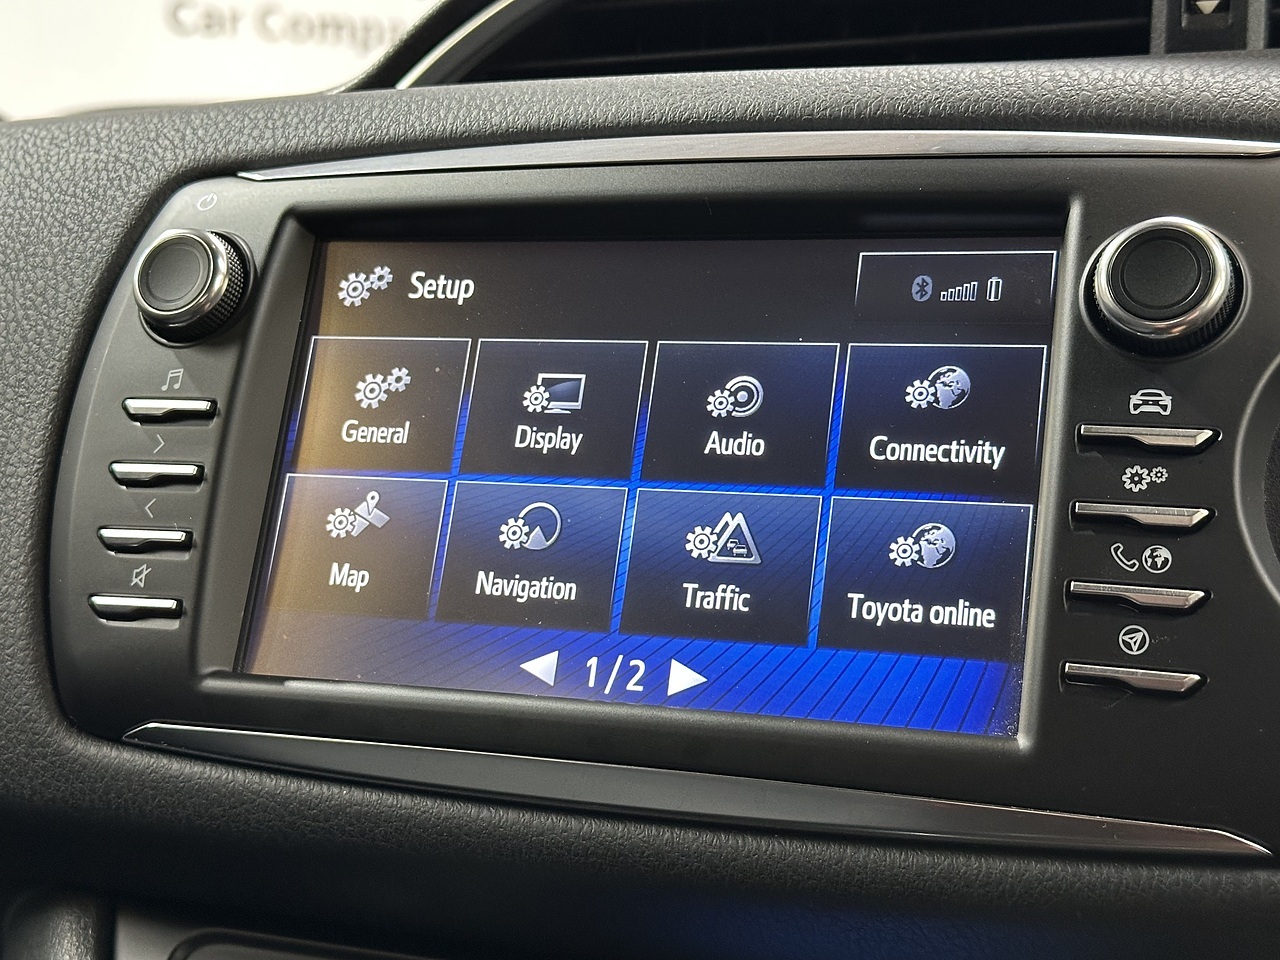 Car Comp
Setup
General
Display
Audio
Connectivity
Map
Navigation
Traffic
Toyota online
1/2